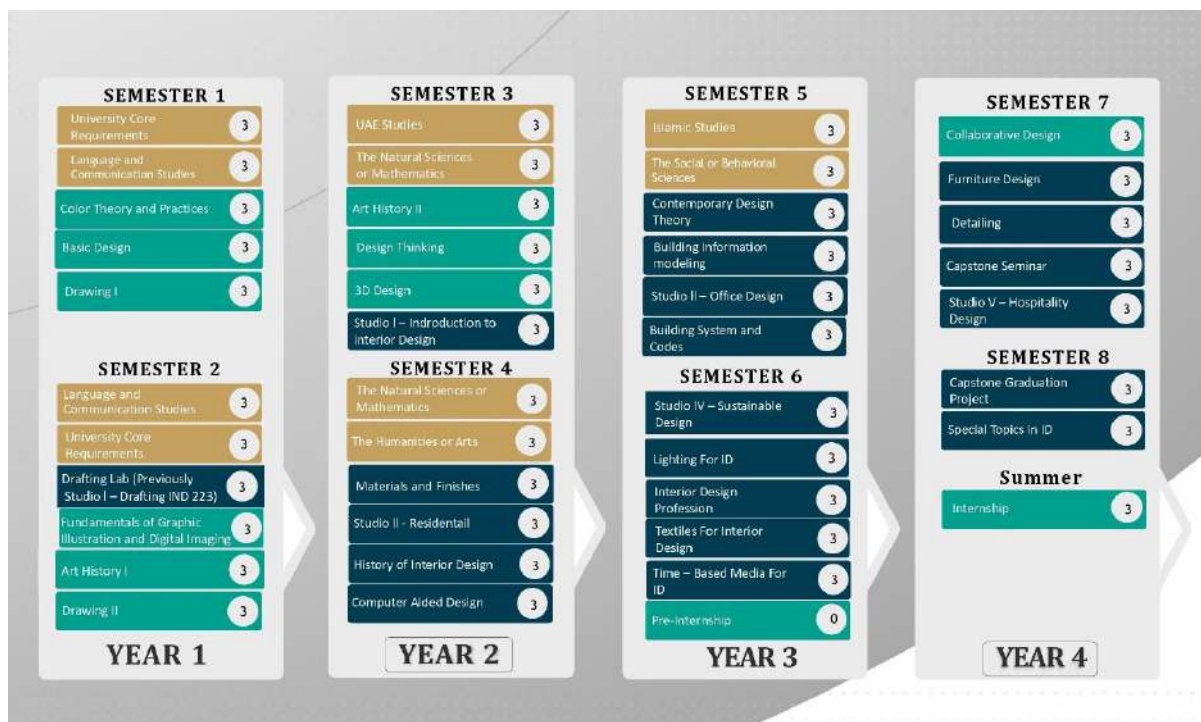 SEMESTER 1
University Core
Requirements
3
Language and
Communication Studies
3
Color Theory and Practices
3
Basic Design
3
Drawing I
3
SEMESTER 2
Language and
Communication Studies
3
University Core
Requirements
3
Drafting Lab (Previously
Studio I – Drafting IND 223)
3
Fundamentals of Graphic
Illustration and Digital Imaging
3
Art History I
3
Drawing II
3
YEAR 1
SEMESTER 3
UAE Studies
3
The Natural Sciences
or Mathematics
3
Art History II
3
Design Thinking
3
3D Design
3
Studio I – Indroduction to
Interior Design
3
SEMESTER 4
The Natural Sciences or
Mathematics
3
The Humanities or Arts
3
Materials and Finishes
3
Studio II - Residentail
3
History of Interior Design
3
Computer Aided Design
3
YEAR 2
SEMESTER 5
Islamic Studies
3
The Social or Behavioral
Sciences
3
Contemporary Design
Theory
3
Building Information
modeling
3
Studio II – Office Design
3
Building System and
Codes
3
SEMESTER 6
Studio IV – Sustainable
Design
3
Lighting For ID
3
Interior Design
Profession
3
Textiles For Interior
Design
3
Time – Based Media For
ID
3
Pre-Internship
0
YEAR 3
SEMESTER 7
Collaborative Design
3
Furniture Design
3
Detailing
3
Capstone Seminar
3
Studio V – Hospitality
Design
3
SEMESTER 8
Capstone Graduation
Project
3
Special Topics in ID
3
Summer
Internship
3
YEAR 4